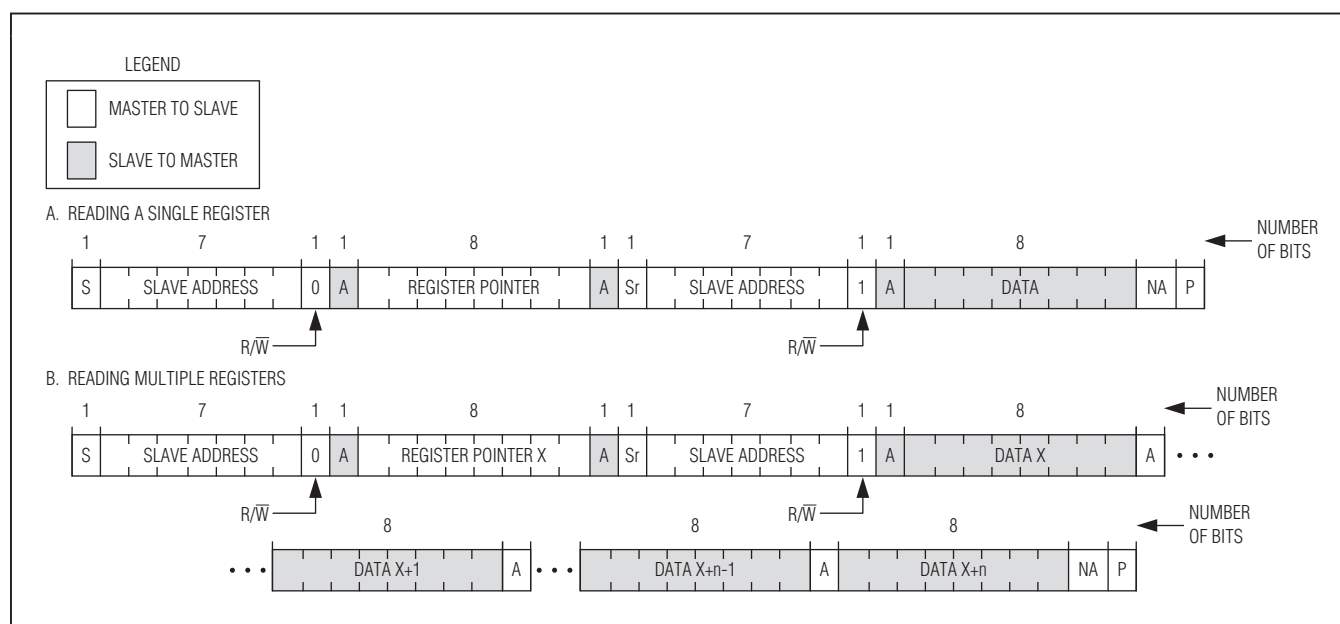 LEGEND
MASTER TO SLAVE
SLAVE TO MASTER
A. READING A SINGLE REGISTER
1 7 1 1 8 1 1 7 1 1 8 NUMBER OF BITS
S SLAVE ADDRESS 0 A REGISTER POINTER A Sr SLAVE ADDRESS 1 A DATA NA P
R/W̅ R/W̅
B. READING MULTIPLE REGISTERS
1 7 1 1 8 1 1 7 1 1 8 NUMBER OF BITS
S SLAVE ADDRESS 0 A REGISTER POINTER X A Sr SLAVE ADDRESS 1 A DATA X A • • •
R/W̅ R/W̅
8 8 8 NUMBER OF BITS
• • • DATA X+1 A • • • DATA X+n-1 A DATA X+n NA P